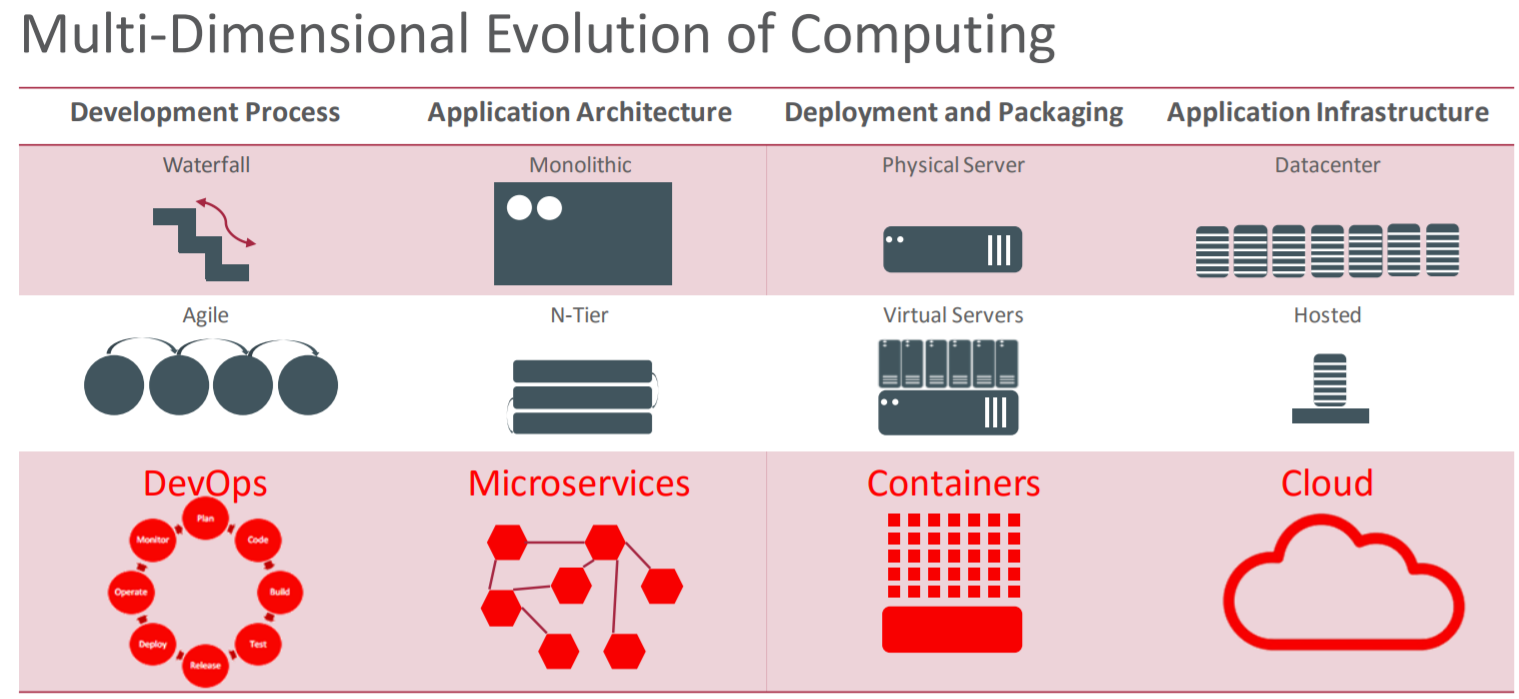 Multi-Dimensional Evolution of Computing
Development Process Application Architecture Deployment and Packaging Application Infrastructure
Waterfall Monolithic Physical Server Datacenter
Agile N-Tier Virtual Servers Hosted
DevOps Microservices Containers Cloud
Plan
Code
Build
Test
Release
Deploy
Operate
Monitor